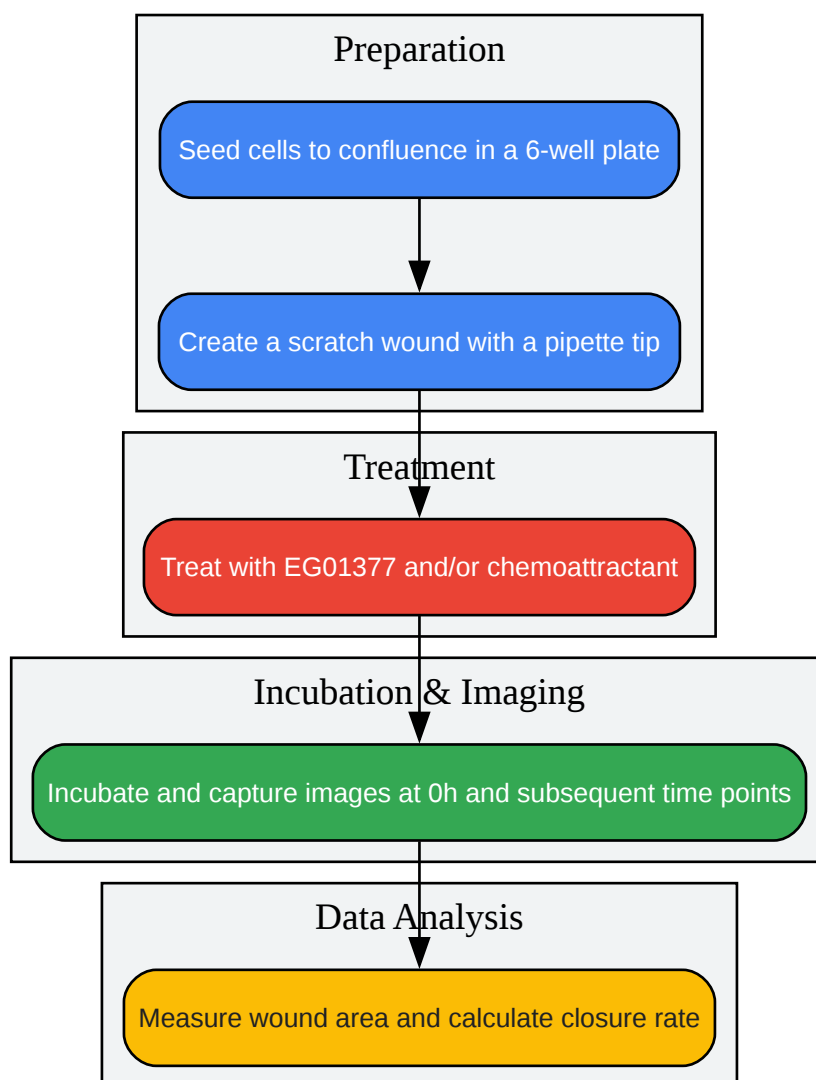 Preparation
Seed cells to confluence in a 6-well plate
Create a scratch wound with a pipette tip
Treatment
Treat with EG01377 and/or chemoattractant
Incubation & Imaging
Incubate and capture images at 0h and subsequent time points
Data Analysis
Measure wound area and calculate closure rate